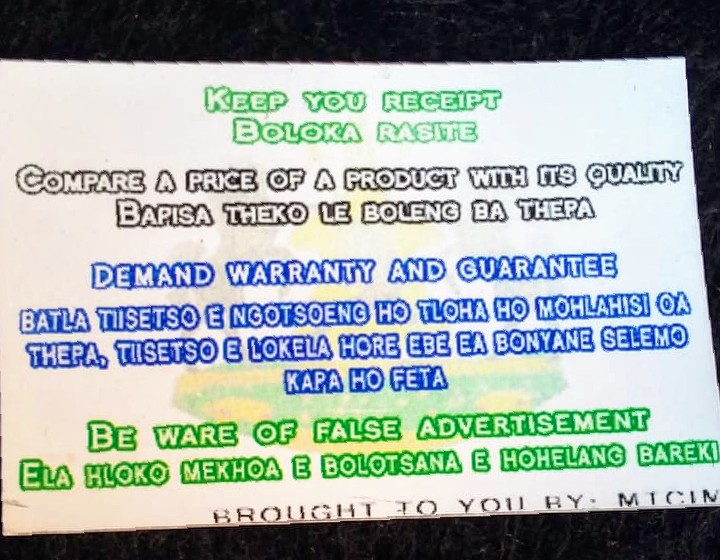 KEEP YOU RECEIPT
BOLOKA RASITE
COMPARE A PRICE OF A PRODUCT WITH ITS QUALITY
BAPISA THEKO LE BOLENG BA THEPA
DEMAND WARRANTY AND GUARANTEE
BATLA TIISETSO E NGOTSOENG HO TLOHA HO MOHLAHISI OA
THEPA, TIISETSO E LOKELA HORE EBE EA BONYANE SELEMO
KAPA HO FETA
BE WARE OF FALSE ADVERTISEMENT
ELA HLOKO MEKHOA E BOLOTSANA E HOHELANG BAREKI
BROUGHT TO YOU BY: MTCIM